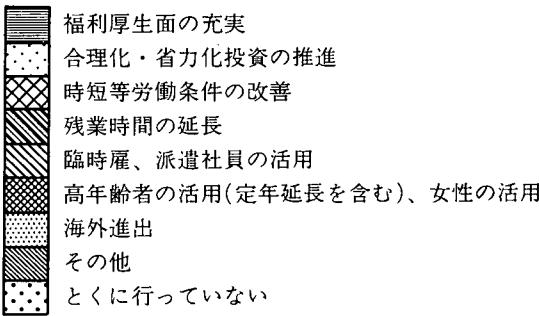 福利厚生面の充実
合理化・省力化投資の推進
時短等労働条件の改善
残業時間の延長
臨時雇、派遣社員の活用
高年齢者の活用(定年延長を含む)、女性の活用
海外進出
その他
とくに行っていない